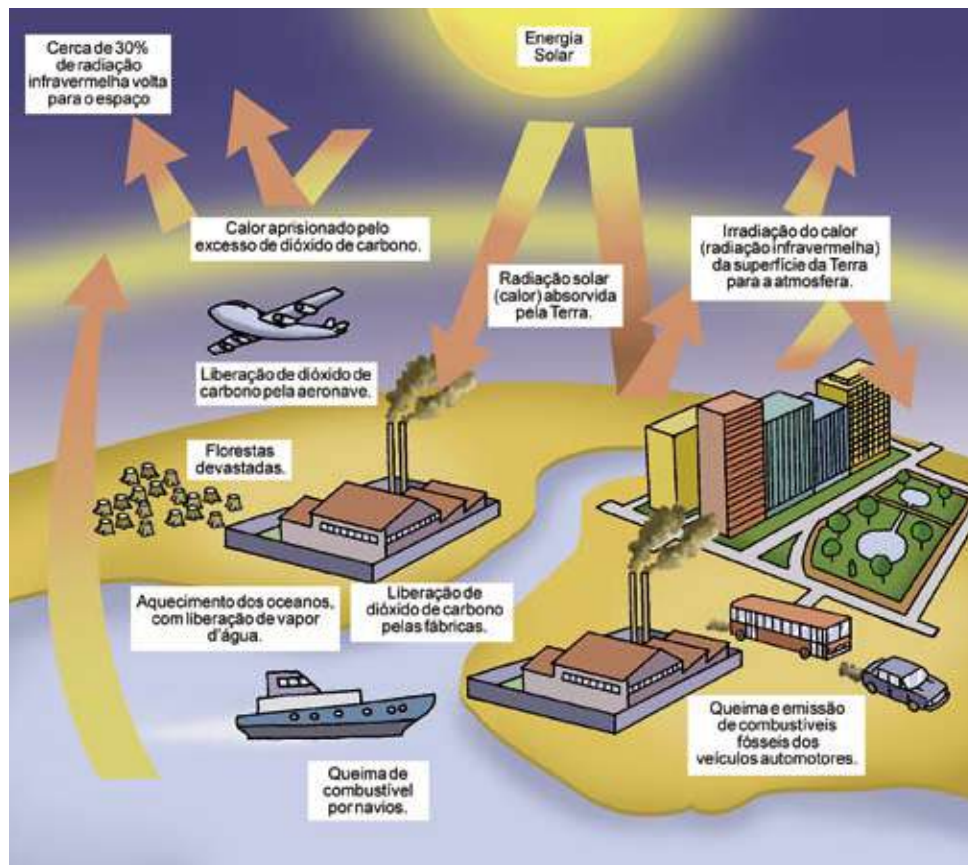 Energia
Solar
Cerca de 30%
de radiação
infravermelha volta
para o espaço
Calor aprisionado pelo
excesso de dióxido de carbono.
Irradiação do calor
(radiação infravermelha)
da superfície da Terra
para a atmosfera.
Radiação solar
(calor) absorvida
pela Terra.
Liberação de dióxido de
carbono pela aeronave.
Florestas
devastadas.
Aquecimento dos oceanos,
com liberação de vapor
d'água.
Liberação de
dióxido de carbono
pelas fábricas.
Queima e emissão
de combustíveis
fósseis dos
veículos automotores.
Queima de
combustível
por navios.